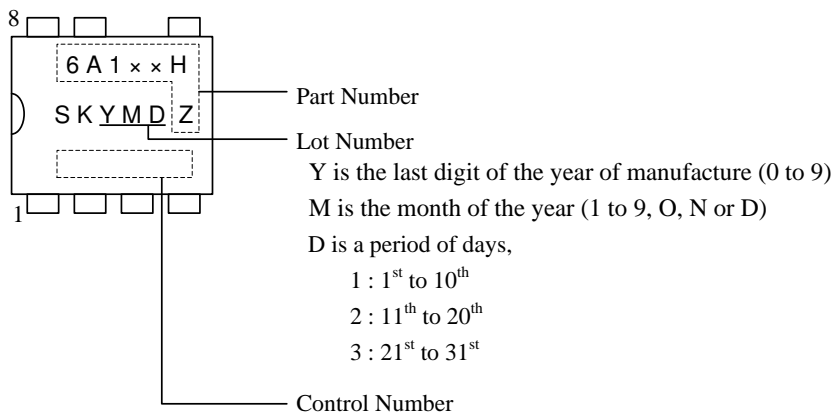 8
6 A 1 × × H
S K Y M D Z
1
Part Number
Lot Number
Y is the last digit of the year of manufacture (0 to 9)
M is the month of the year (1 to 9, O, N or D)
D is a period of days,
1 : 1st to 10th
2 : 11th to 20th
3 : 21st to 31st
Control Number